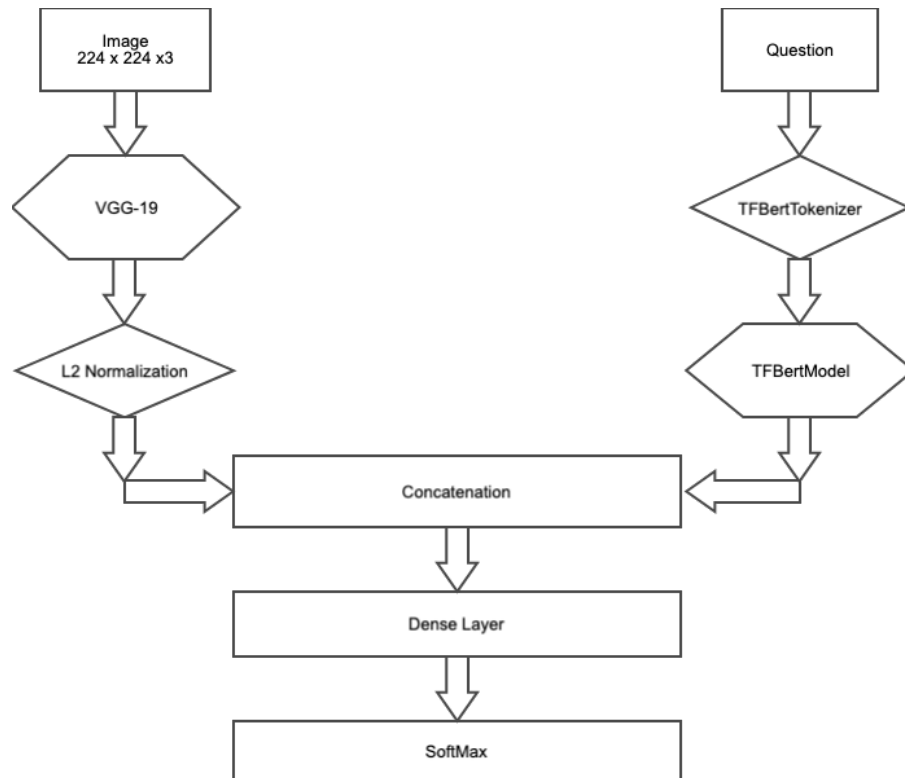 Image
224 x 224 x3
Question
VGG-19
TFBertTokenizer
L2 Normalization
TFBertModel
Concatenation
Dense Layer
SoftMax